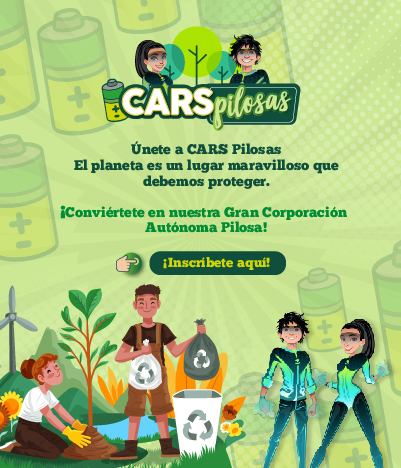 CARS pilosas
Únete a CARS Pilosas
El planeta es un lugar maravilloso que
debemos proteger.
¡Conviértete en nuestra Gran Corporación
Autónoma Pilosa!
¡Inscríbete aquí!